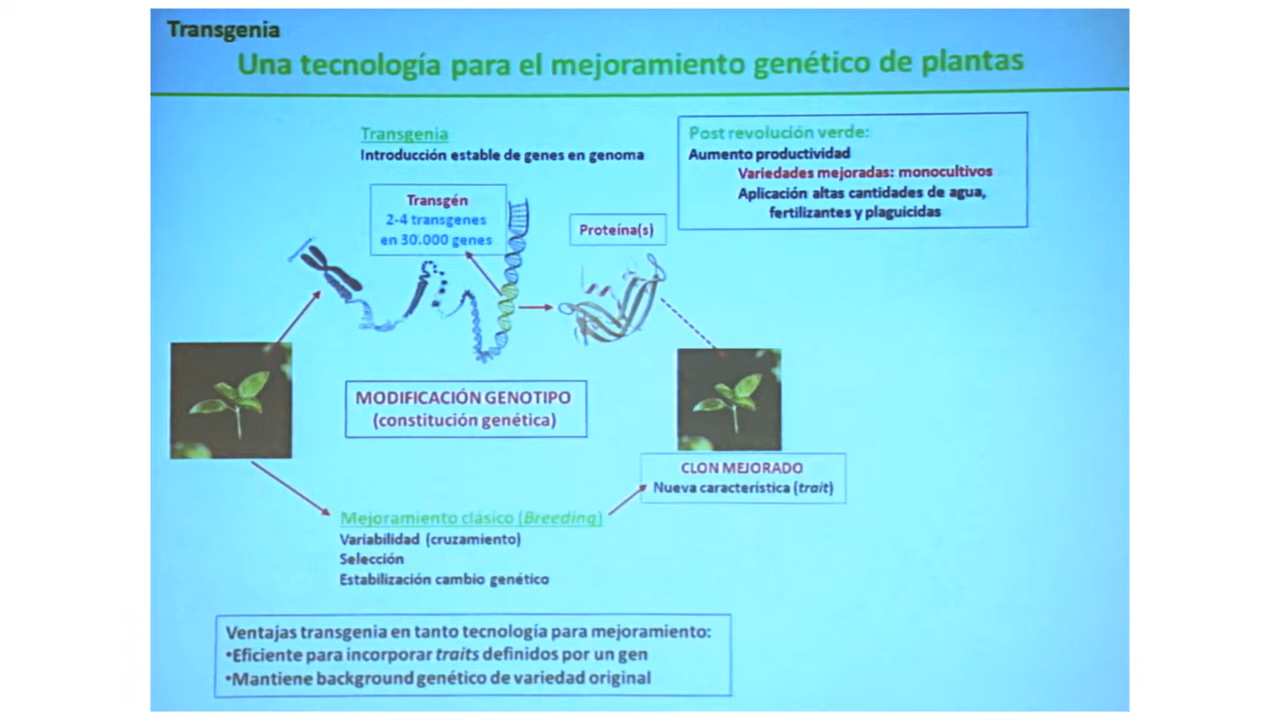 Transgenia
Una tecnología para el mejoramiento genético de plantas
Transgenia
Introducción estable de genes en genoma
Post revolución verde:
Aumento productividad
Variedades mejoradas: monocultivos
Aplicación altas cantidades de agua,
fertilizantes y plaguicidas
Transgén
2-4 transgenes
en 30.000 genes
Proteína(s)
MODIFICACIÓN GENOTIPO
(constitución genética)
CLON MEJORADO
Nueva característica (trait)
Mejoramiento clásico (Breeding)
Variabilidad (cruzamiento)
Selección
Estabilización cambio genético
Ventajas transgenia en tanto tecnología para mejoramiento:
•Eficiente para incorporar traits definidos por un gen
•Mantiene background genético de variedad original